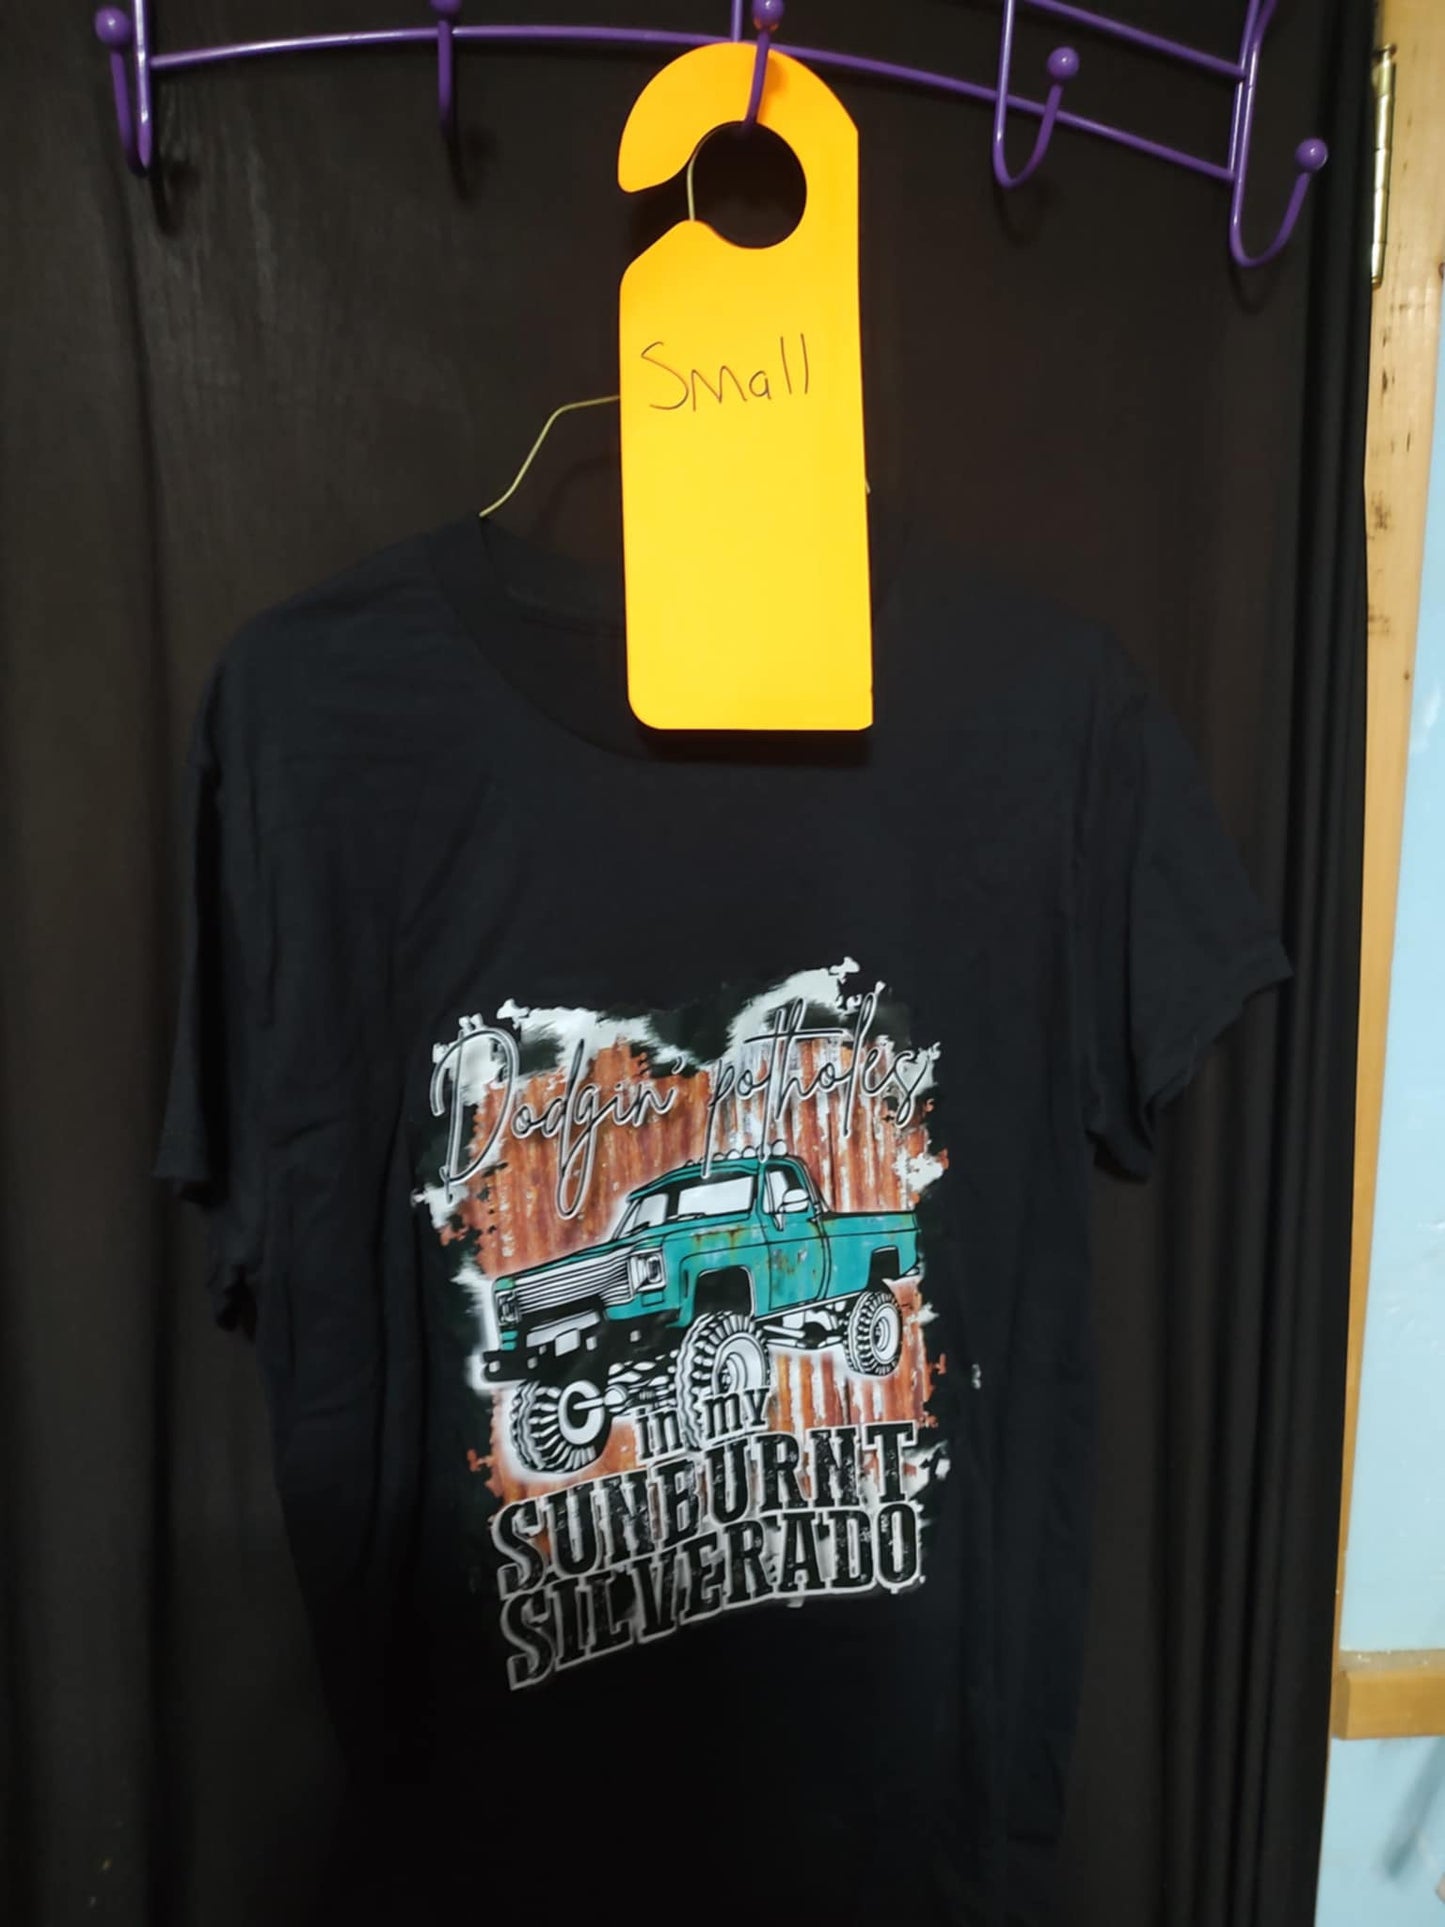 Small
Dodgin' potholes
in my
SUNBURNT
SILVERADO